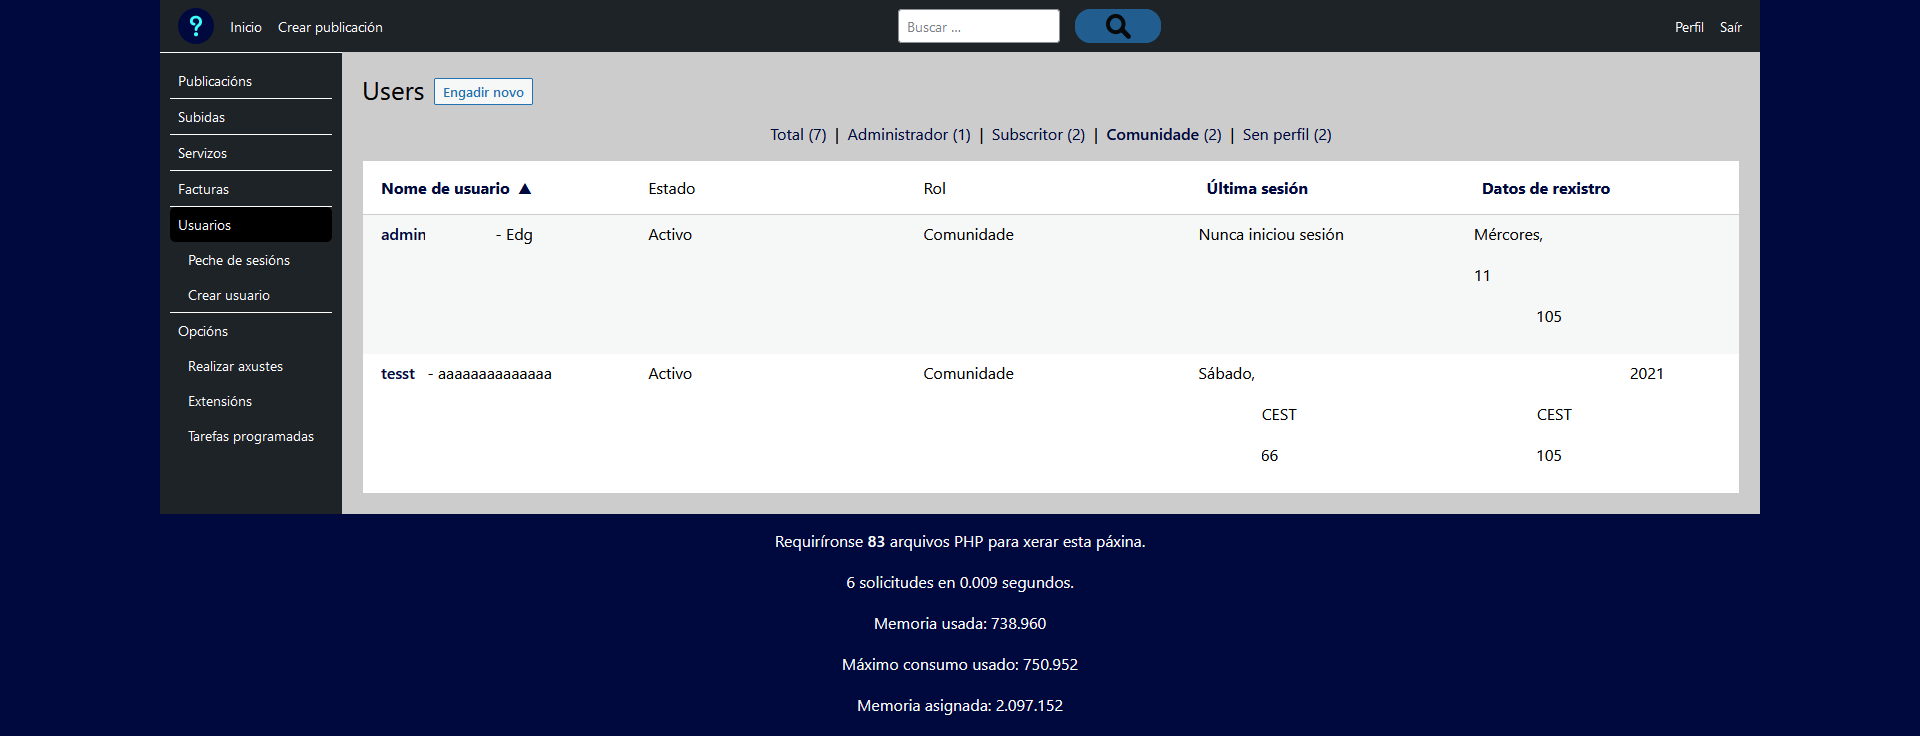 ? Inicio Crear publicación Buscar ... Perfil Saír
Publicacións
Subidas
Servizos
Facturas
Usuarios
Peche de sesións
Crear usuario
Opcións
Realizar axustes
Extensións
Tarefas programadas
Users Engadir novo
Total (7) | Administrador (1) | Subscritor (2) | Comunidade (2) | Sen perfil (2)
Nome de usuario ▲ Estado Rol Última sesión Datos de rexistro
admin - Edg Activo Comunidade Nunca iniciou sesión Mércores,
11
105
tesst - aaaaaaaaaaaaaa Activo Comunidade Sábado, 2021
CEST CEST
66 105
Requiríronse 83 arquivos PHP para xerar esta páxina.
6 solicitudes en 0.009 segundos.
Memoria usada: 738.960
Máximo consumo usado: 750.952
Memoria asignada: 2.097.152